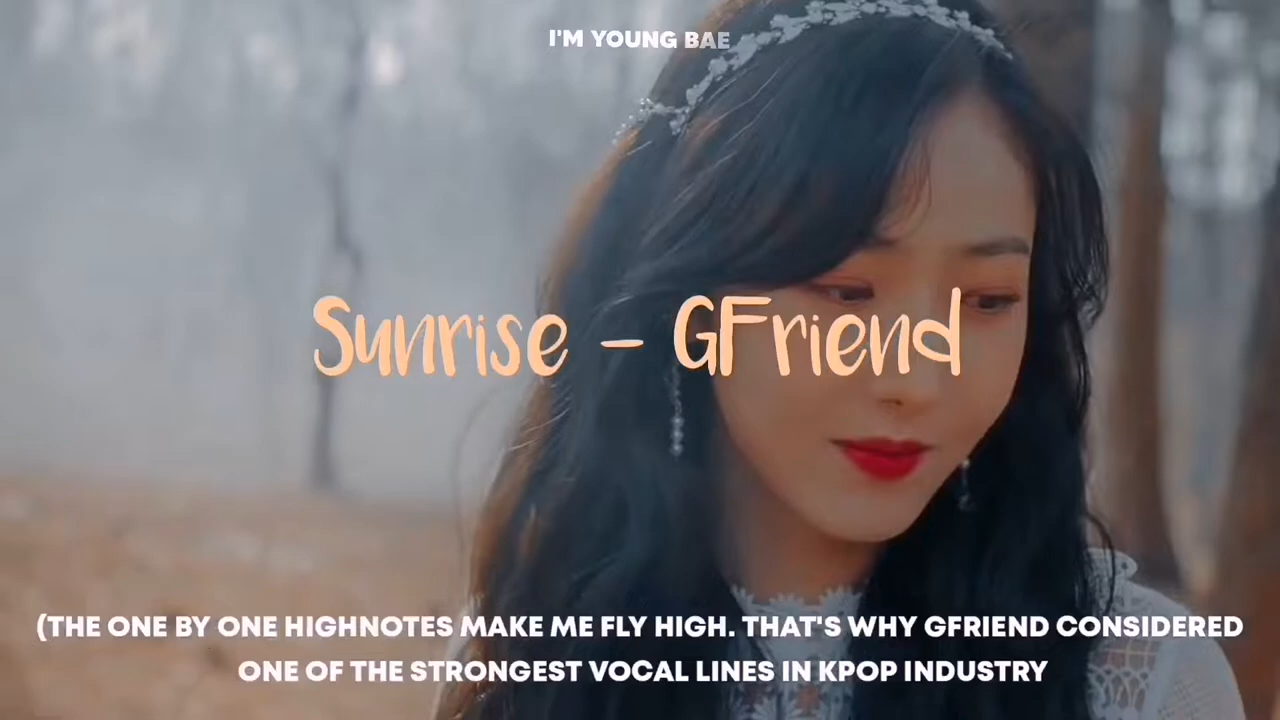 I'M YOUNG BAE
Sunrise - GFriend
(THE ONE BY ONE HIGHNOTES MAKE ME FLY HIGH. THAT'S WHY GFRIEND CONSIDERED
ONE OF THE STRONGEST VOCAL LINES IN KPOP INDUSTRY